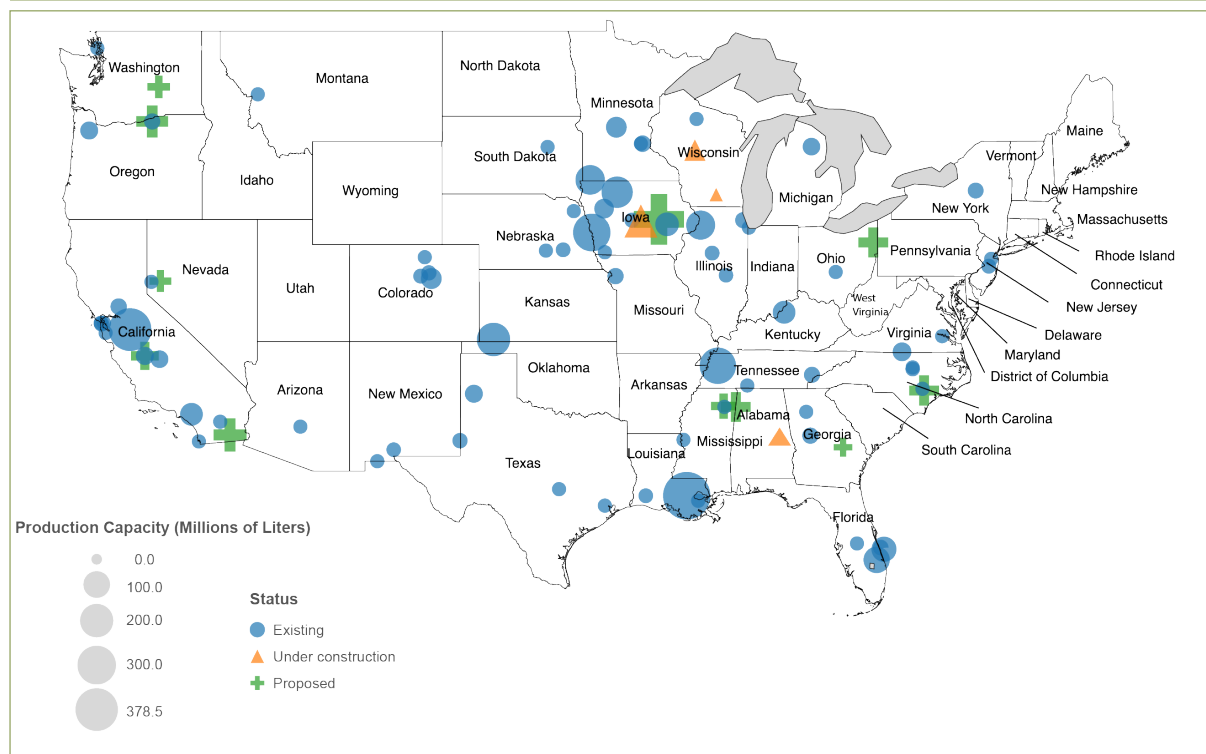 Washington
Montana
North Dakota
Minnesota
Maine
Oregon
Idaho
Wyoming
South Dakota
Wisconsin
Michigan
Vermont
New Hampshire
New York
Massachusetts
Nevada
Utah
Colorado
Nebraska
Iowa
Illinois
Indiana
Ohio
Pennsylvania
Rhode Island
Connecticut
New Jersey
California
Kansas
Missouri
West
Virginia
Kentucky
Virginia
Delaware
Maryland
District of Columbia
Arizona
New Mexico
Oklahoma
Arkansas
Tennessee
North Carolina
South Carolina
Texas
Louisiana
Mississippi
Alabama
Georgia
Florida
Production Capacity (Millions of Liters)
0.0
100.0
200.0
300.0
378.5
Status
Existing
Under construction
Proposed